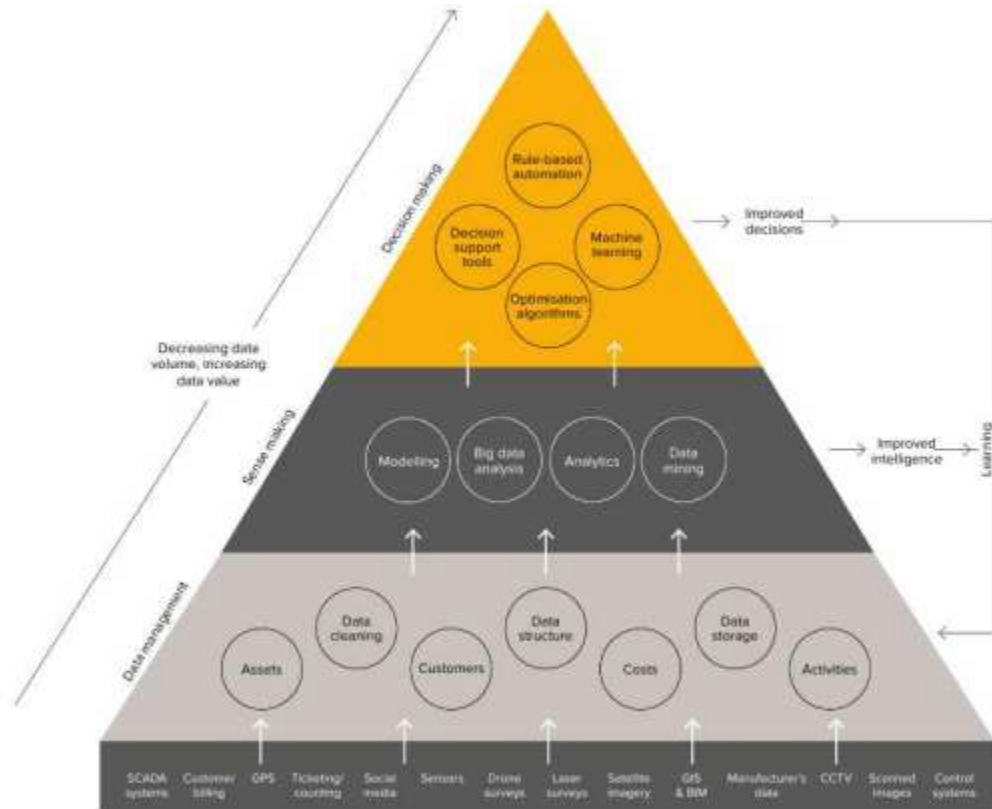 Rule-based
automation
Decision making
Decision
support
tools
Machine
learning
Improved
decisions
Optimisation
algorithms
Decreasing data
volume, increasing
data value
Sense making
Modelling
Big data
analysis
Analytics
Data
mining
Improved
intelligence
Learning
Data management
Data
cleaning
Data
structure
Data
storage
Assets
Customers
Costs
Activities
SCADA
systems
Customer
billing
GPS
Ticketing/
counting
Social
media
Sensors
Drone
surveys
Laser
surveys
Satellite
imagery
GIS
& BIM
Manufacturer's
data
CCTV
Scanned
images
Control
systems